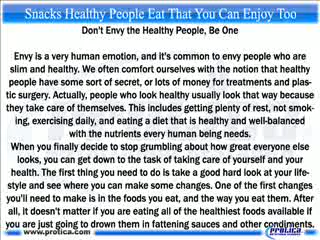 Snacks Healthy People Eat That You Can Enjoy Too
Don't Envy the Healthy People, Be One
Envy is a very human emotion, and it's common to envy people who are
slim and healthy. We often comfort ourselves with the notion that healthy
people have some sort of secret, or lots of money for treatments and plas-
tic surgery. Actually, people who look healthy usually look that way because
they take care of themselves. This includes getting plenty of rest, not smok-
ing, exercising daily, and eating a diet that is healthy and well-balanced
with the nutrients every human being needs.
When you finally decide to stop grumbling about how great everyone else
looks, you can get down to the task of taking care of yourself and your
health. The first thing you need to do is take a good hard look at your life-
style and see where you can make some changes. One of the first changes
you'll need to make is in the foods you eat, and the way you eat them. After
all, it doesn't matter if you are eating all of the healthiest foods available if
you are just going to drown them in fattening sauces and other condiments.
www.profica.com